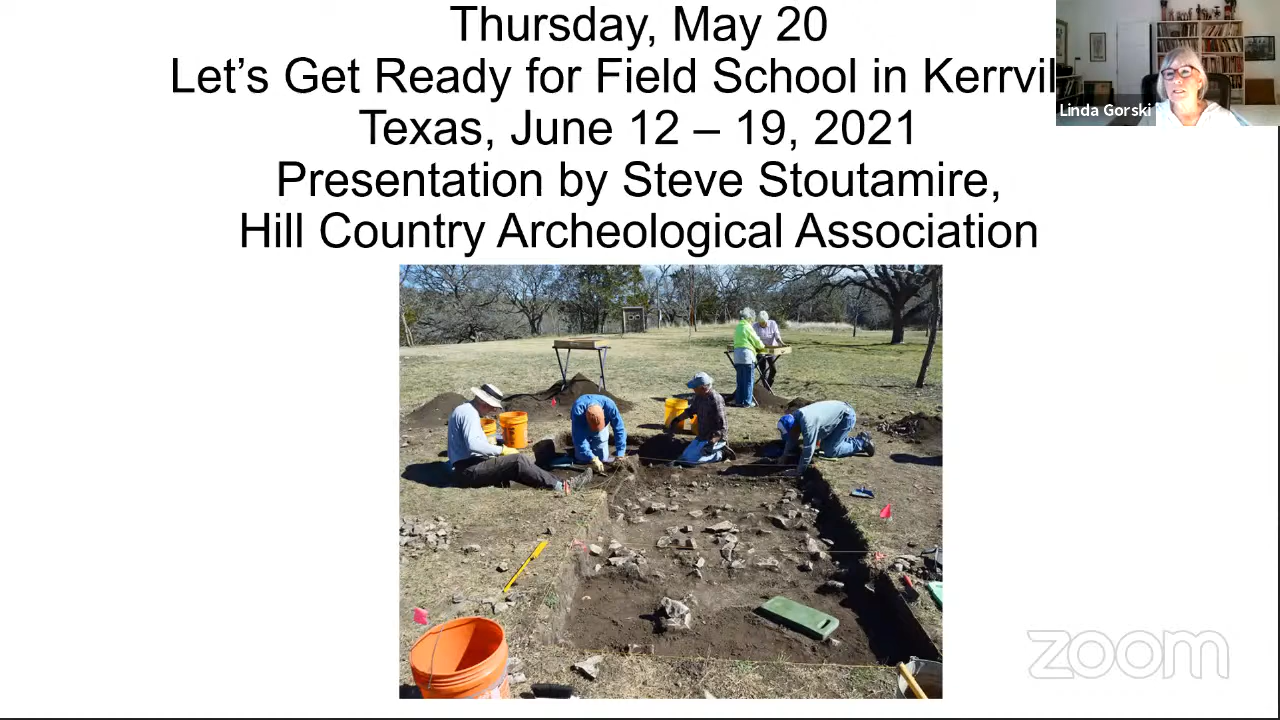 Thursday, May 20
Let's Get Ready for Field School in Kerrvil
Texas, June 12 – 19, 2021
Presentation by Steve Stoutamire,
Hill Country Archeological Association
Linda Gorski
zoom